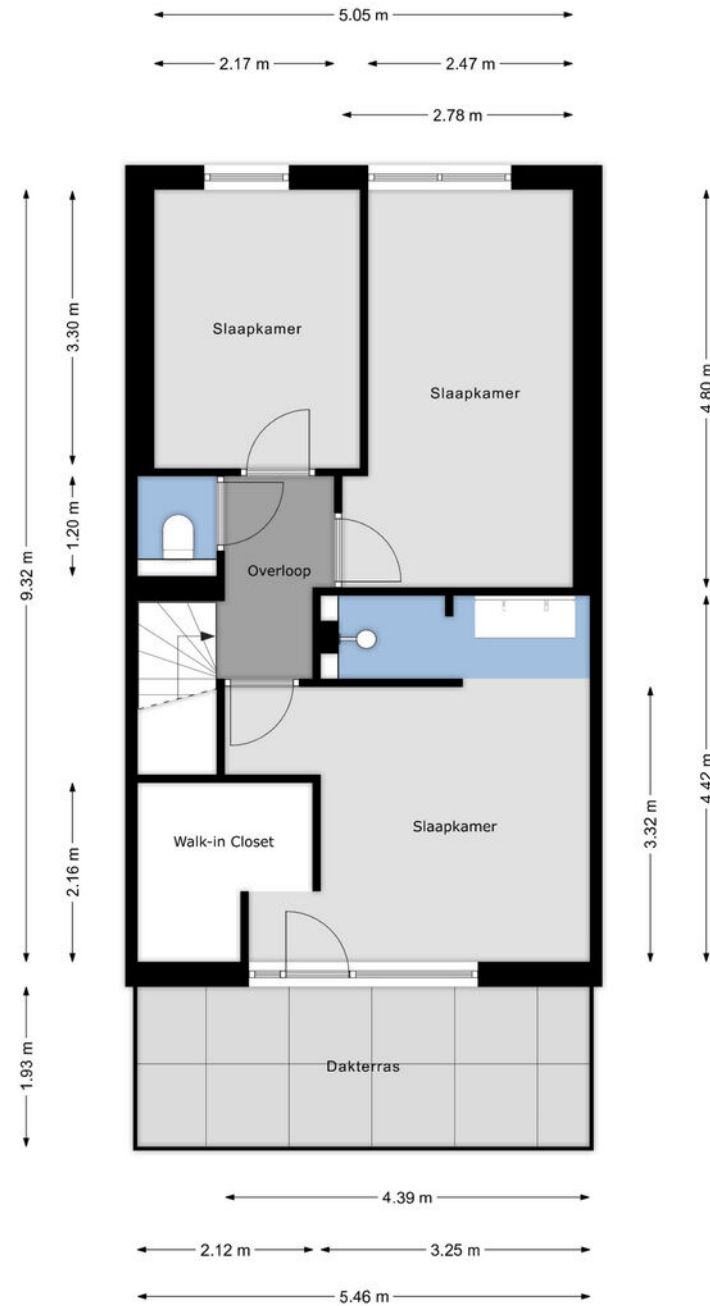 5.05 m
2.17 m
2.47 m
2.78 m
3.30 m
Slaapkamer
Slaapkamer
4.80 m
1.20 m
9.32 m
Overloop
4.42 m
3.32 m
Slaapkamer
Walk-in Closet
2.16 m
1.93 m
Dakterras
4.39 m
2.12 m
3.25 m
5.46 m